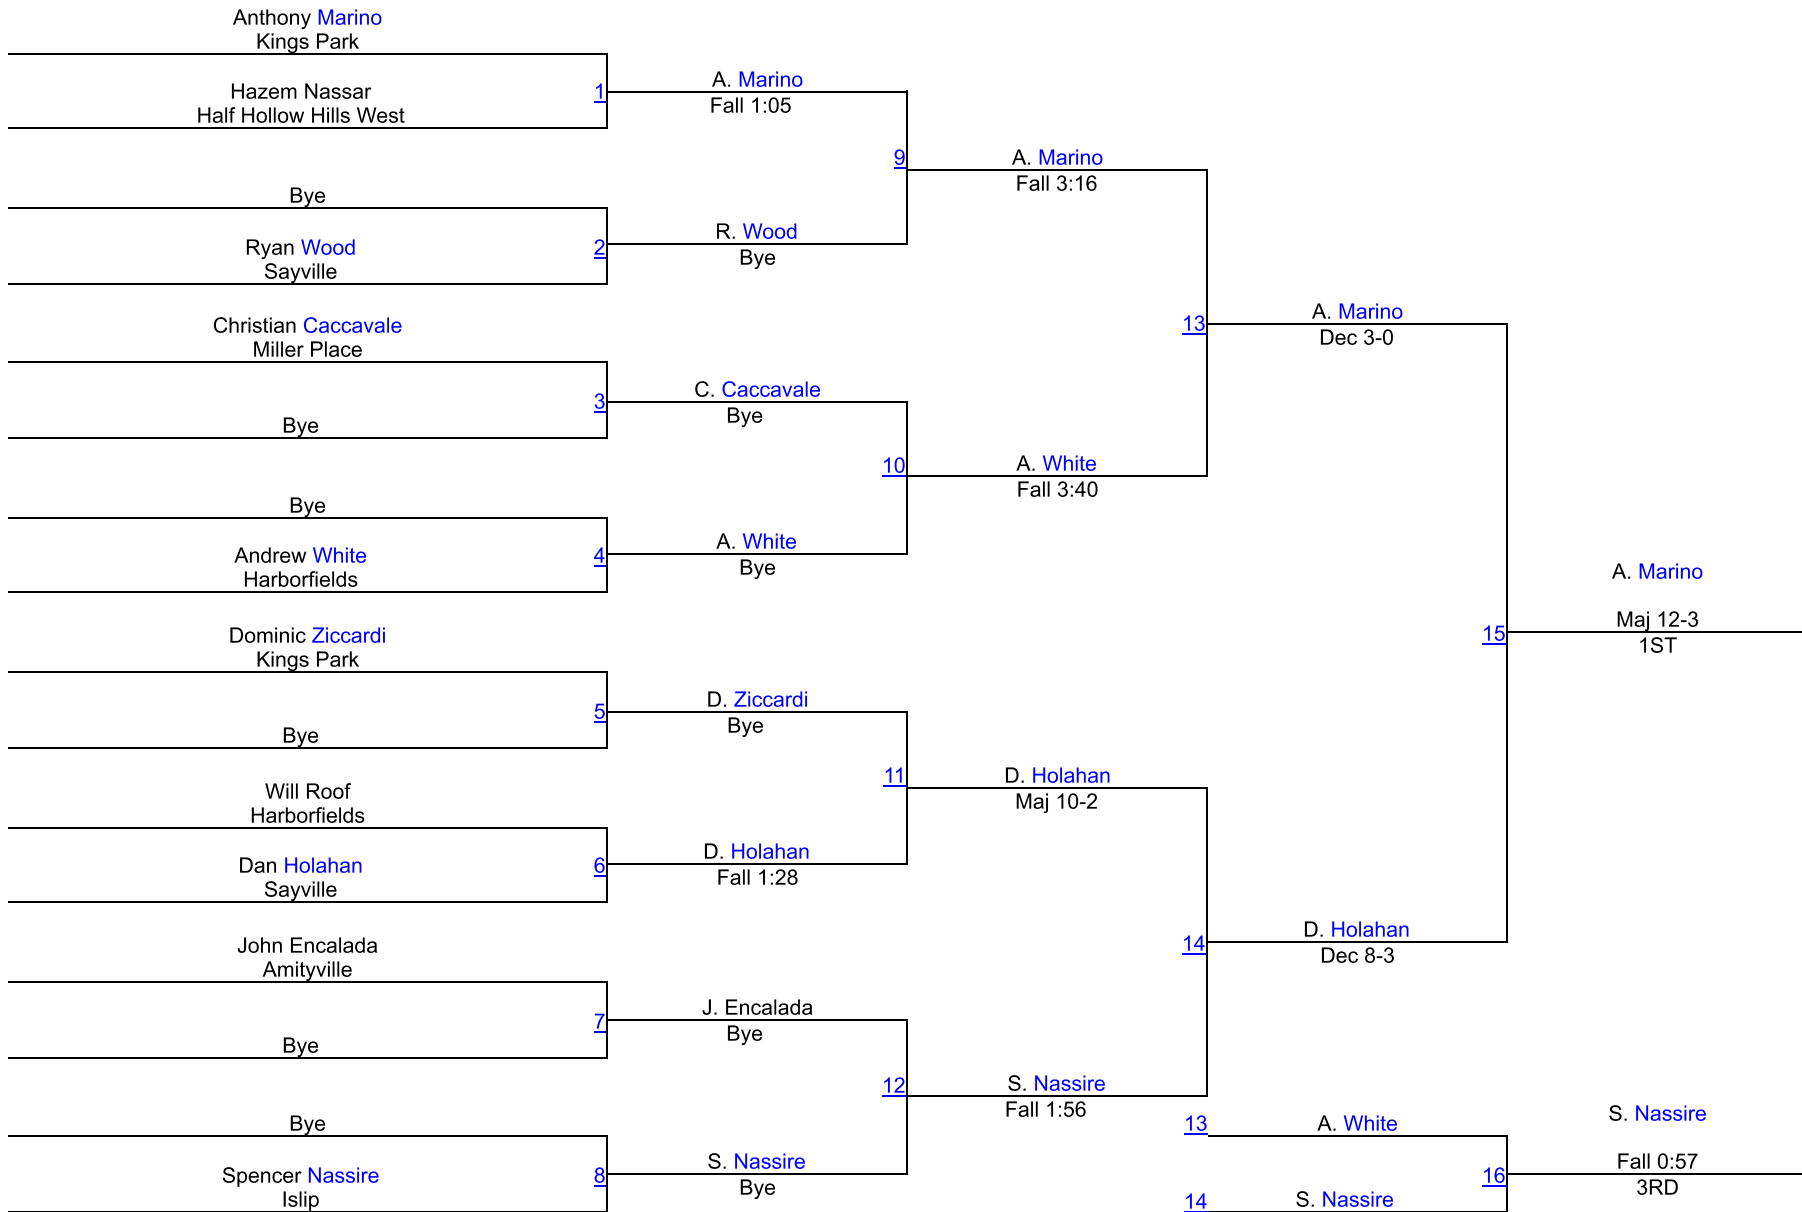 Anthony Marino
Kings Park
Hazem Nassar
Half Hollow Hills West
1
A. Marino
Fall 1:05
Bye
Ryan Wood
Sayville
2
R. Wood
Bye
9
A. Marino
Fall 3:16
Christian Caccavale
Miller Place
Bye
3
C. Caccavale
Bye
Bye
Andrew White
Harborfields
4
A. White
Bye
10
A. White
Fall 3:40
13
A. Marino
Dec 3-0
Dominic Ziccardi
Kings Park
Bye
5
D. Ziccardi
Bye
Will Roof
Harborfields
Dan Holahan
Sayville
6
D. Holahan
Fall 1:28
11
D. Holahan
Maj 10-2
John Encalada
Amityville
Bye
7
J. Encalada
Bye
Bye
Spencer Nassire
Islip
8
S. Nassire
Bye
12
S. Nassire
Fall 1:56
14
D. Holahan
Dec 8-3
15
A. Marino
Maj 12-3
1ST
13
A. White
14
S. Nassire
16
S. Nassire
Fall 0:57
3RD